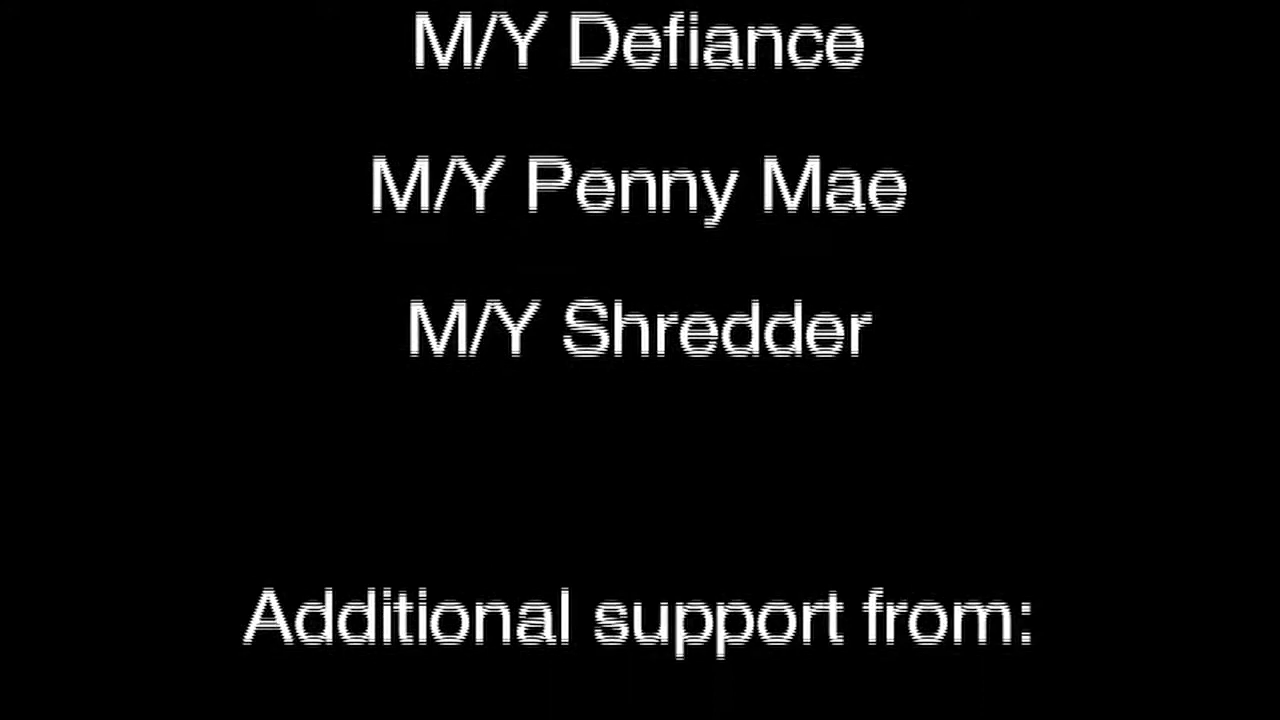 M/Y Defiance
M/Y Penny Mae
M/Y Shredder
Additional support from: